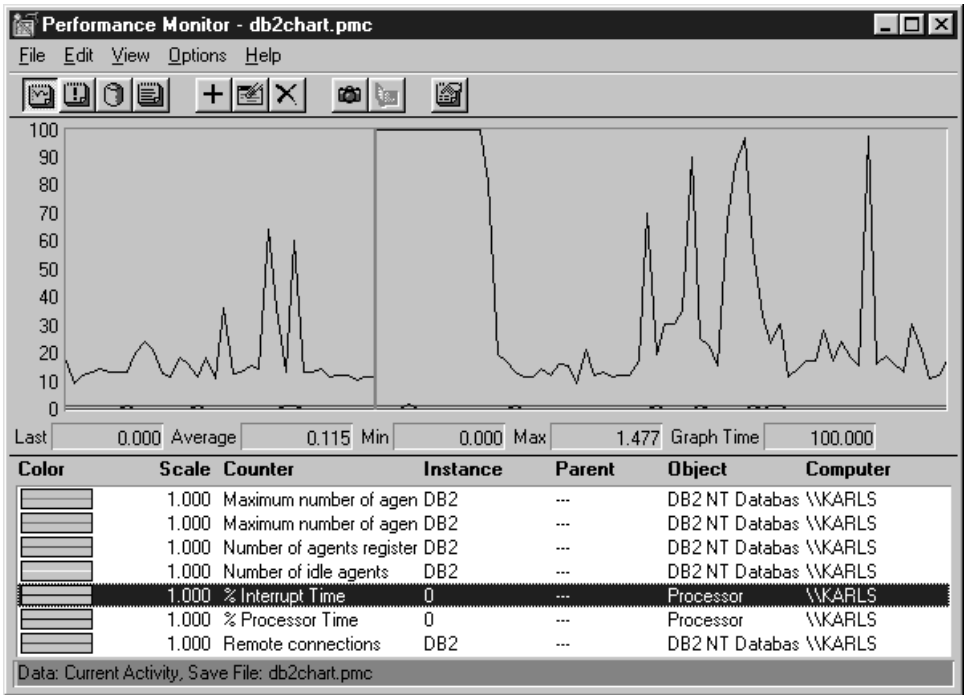 Performance Monitor - db2chart.pmc
File Edit View Options Help
100
90
80
70
60
50
40
30
20
10
0
Last 0.000 Average 0.115 Min 0.000 Max 1.477 Graph Time 100.000
Color Scale Counter Instance Parent Object Computer
1.000 Maximum number of agen DB2 --- DB2 NT Databas \\KARLS
1.000 Maximum number of agen DB2 --- DB2 NT Databas \\KARLS
1.000 Number of agents register DB2 --- DB2 NT Databas \\KARLS
1.000 Number of idle agents DB2 --- DB2 NT Databas \\KARLS
1.000 % Interrupt Time 0 --- Processor \\KARLS
1.000 % Processor Time 0 --- Processor \\KARLS
1.000 Remote connections DB2 --- DB2 NT Databas \\KARLS
Data: Current Activity, Save File: db2chart.pmc